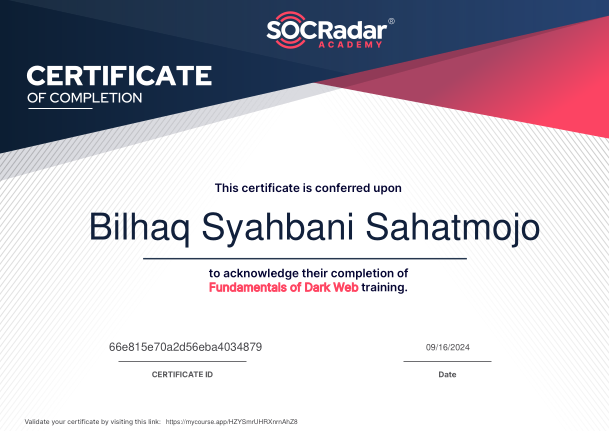 SOCRadar®
ACADEMY
CERTIFICATE
OF COMPLETION
This certificate is conferred upon
Bilhaq Syahbani Sahatmojo
to acknowledge their completion of
Fundamentals of Dark Web training.
66e815e70a2d56eba4034879
09/16/2024
CERTIFICATE ID
Date
Validate your certificate by visiting this link: https://mycourse.app/HZYSmrUHRXnrnAhZ8